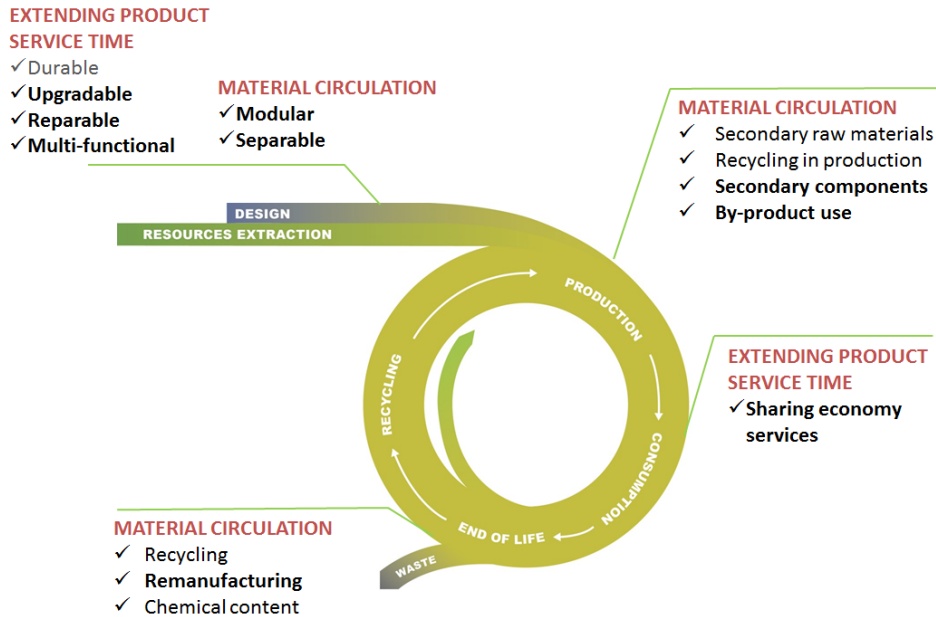 EXTENDING PRODUCT
SERVICE TIME
✓Durable
✓Upgradable
✓Reparable
✓Multi-functional
MATERIAL CIRCULATION
✓Modular
✓Separable
MATERIAL CIRCULATION
✓ Secondary raw materials
✓ Recycling in production
✓ Secondary components
✓ By-product use
DESIGN
RESOURCES EXTRACTION
PRODUCTION
CONSUMPTION
END OF LIFE
RECYCLING
WASTE
EXTENDING PRODUCT
SERVICE TIME
✓Sharing economy
services
MATERIAL CIRCULATION
✓ Recycling
✓ Remanufacturing
✓ Chemical content